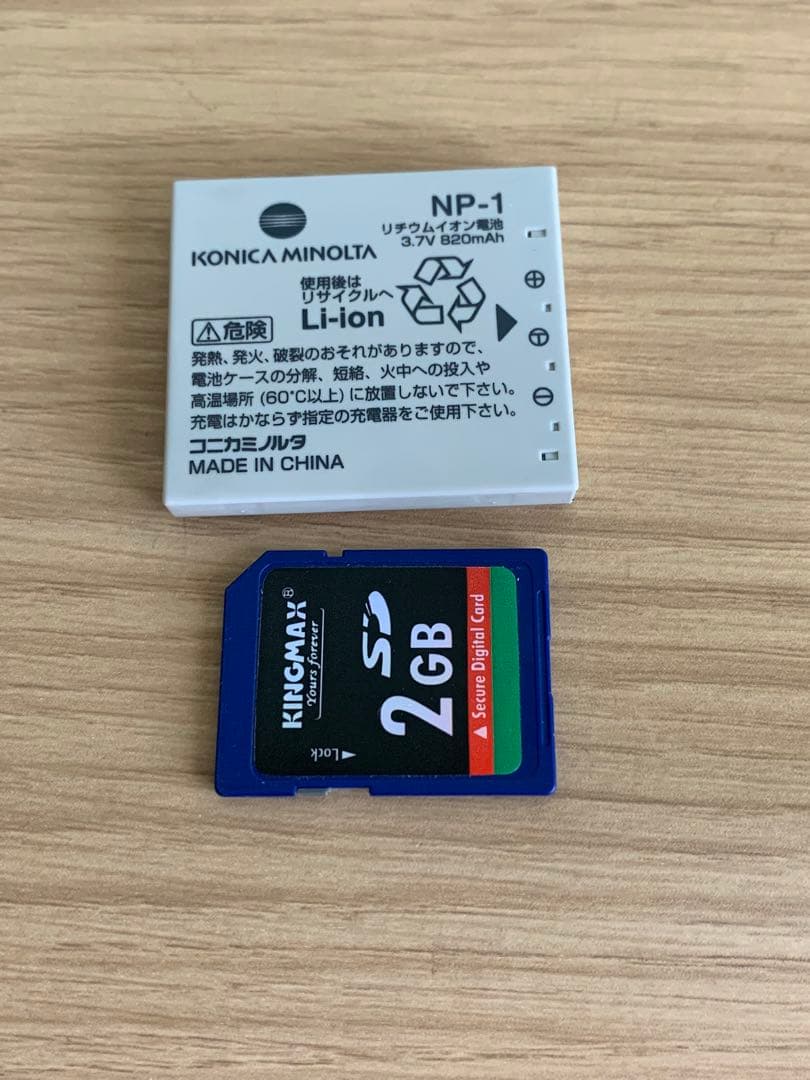 KONICA MINOLTA
NP-1
リチウムイオン電池
3.7V 820mAh
使用後は
リサイクルへ
Li-ion
⚠危険
発熱、発火、破裂のおそれがありますので、
電池ケースの分解、短絡、火中への投入や
高温場所(60°C以上)に放置しないで下さい。
充電はかならず指定の充電器をご使用下さい。
コニカミノルタ
MADE IN CHINA
⊕
T
⊖
KINGMAX®
Yours forever
SD
2GB
▲ Secure Digital Card
Lock